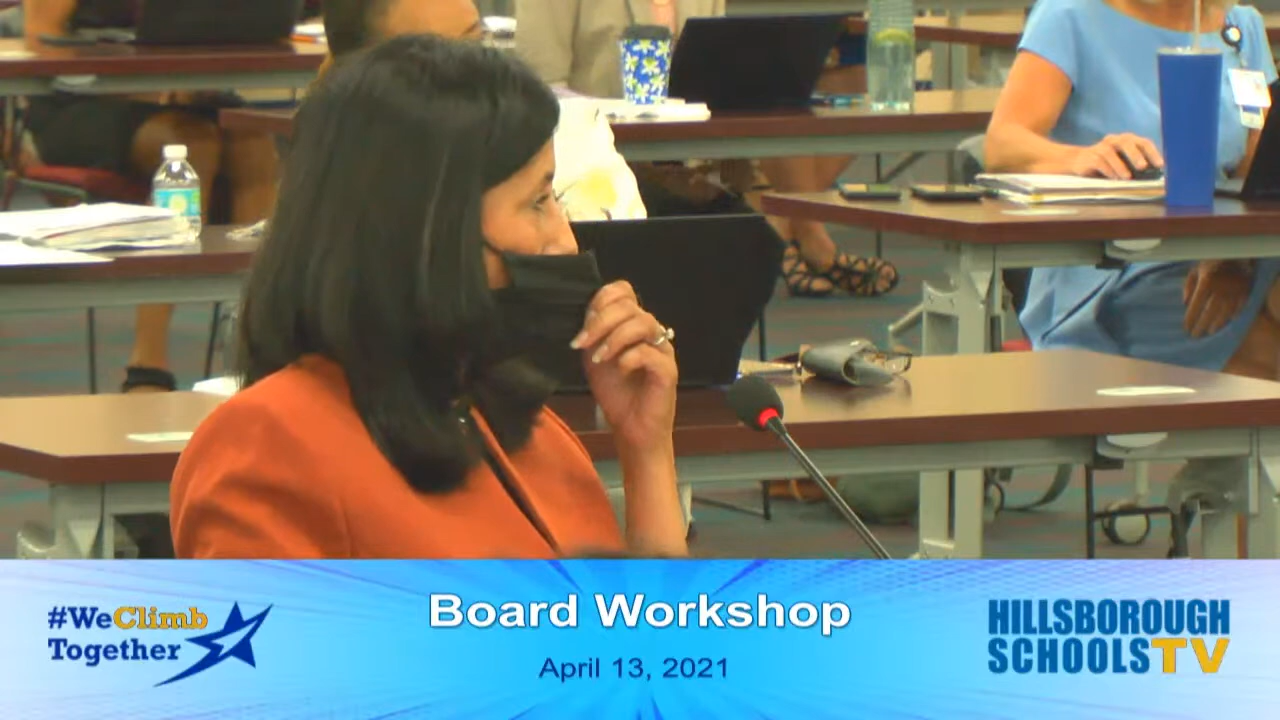 #WeClimb
Together
Board Workshop
April 13, 2021
HILLSBOROUGH
SCHOOLSTV